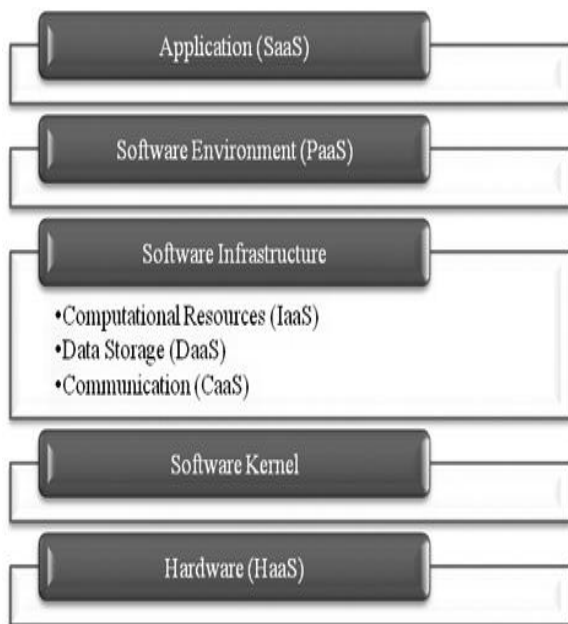 Application (SaaS)
Software Environment (PaaS)
Software Infrastructure
•Computational Resources (IaaS)
•Data Storage (DaaS)
•Communication (CaaS)
Software Kernel
Hardware (HaaS)